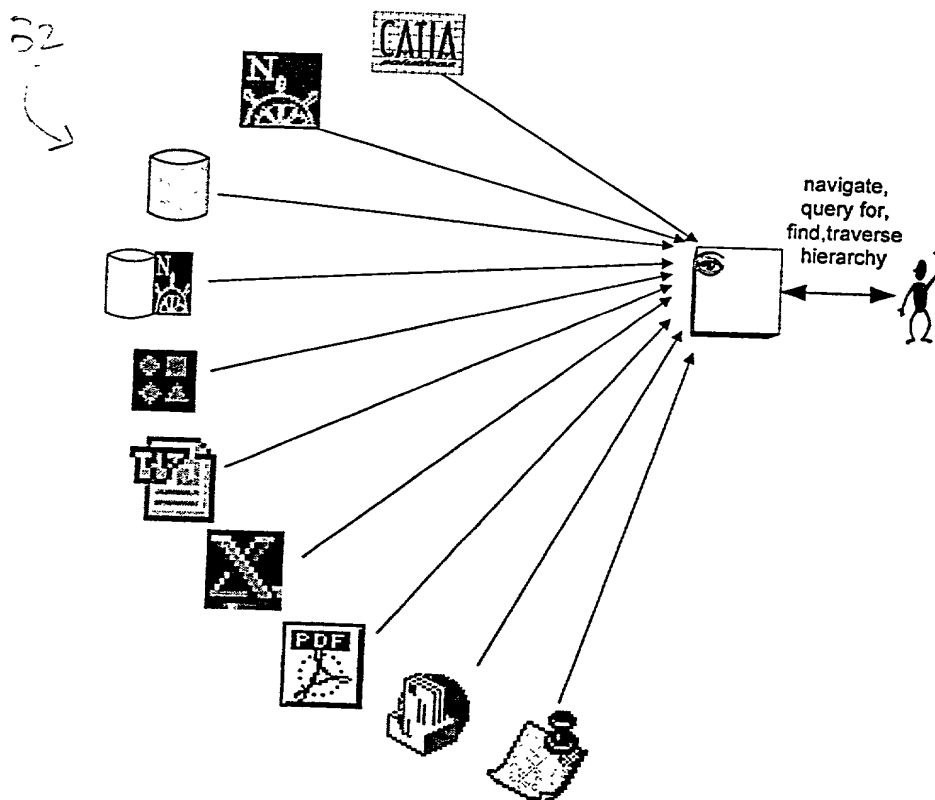 52
CATIA
N
navigate,
query for,
find,traverse
hierarchy
N
PDF